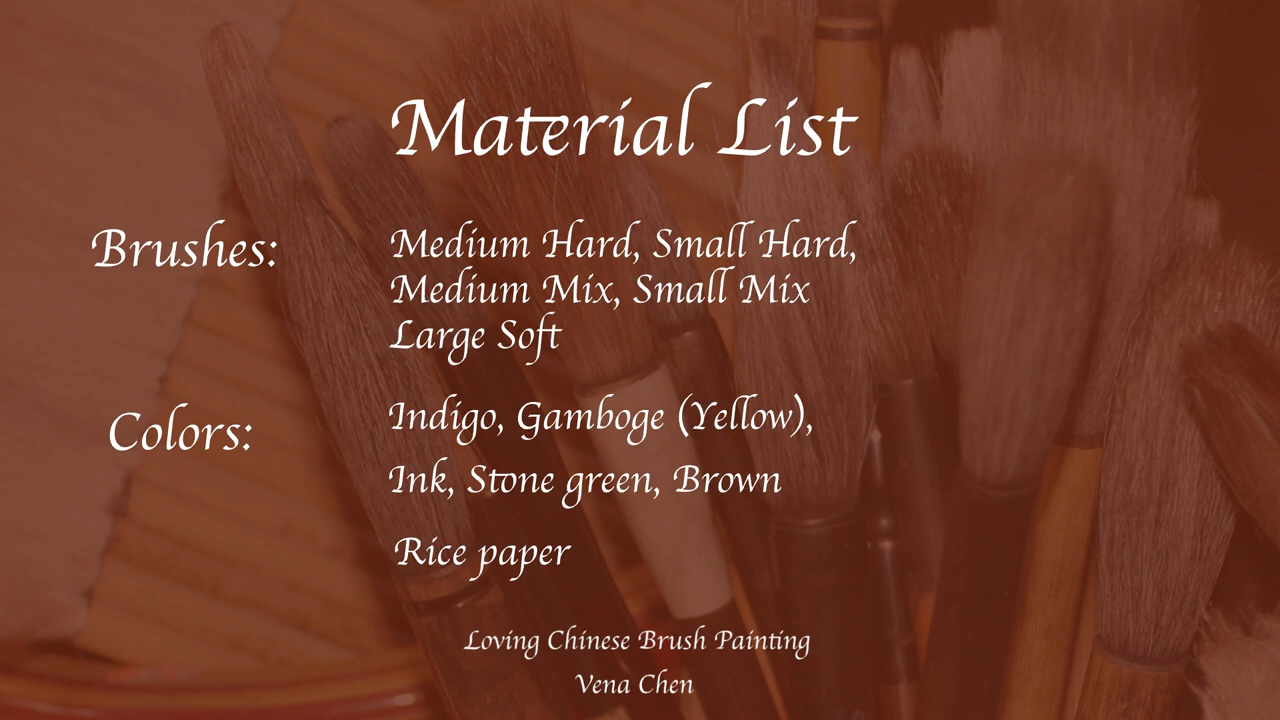 Material List
Brushes: Medium Hard, Small Hard,
Medium Mix, Small Mix
Large Soft
Colors: Indigo, Gamboge (Yellow),
Ink, Stone green, Brown
Rice paper
Loving Chinese Brush Painting
Vena Chen